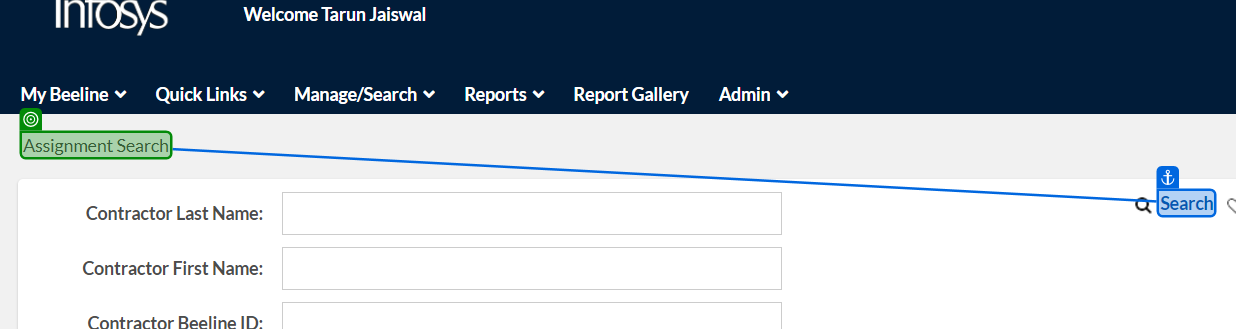 Infosys
Welcome Tarun Jaiswal
My Beeline Quick Links Manage/Search Reports Report Gallery Admin
Assignment Search
Contractor Last Name: Search
Contractor First Name:
Contractor Beeline ID: